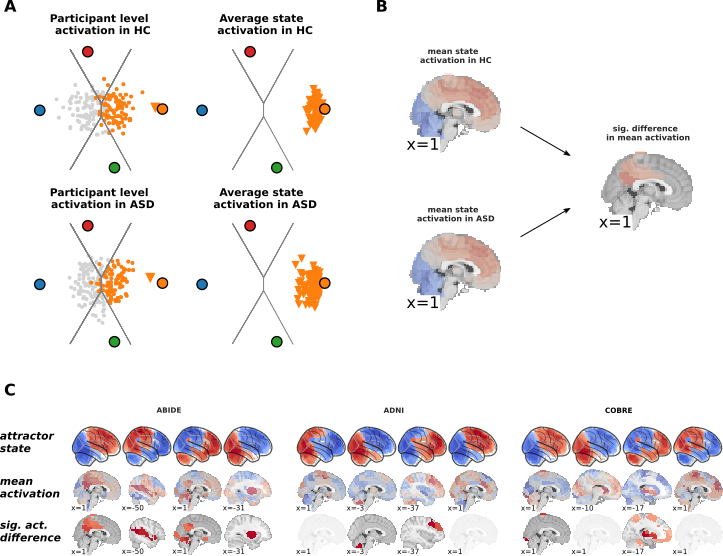 A
Participant level
activation in HC
Average state
activation in HC
Participant level
activation in ASD
Average state
activation in ASD
B
mean state
activation in HC
x=1
sig. difference
in mean activation
x=1
mean state
activation in ASD
x=1
C
ABIDE
ADNI
COBRE
attractor
state
mean
activation
x=1 x=-50 x=1 x=-31 x=1 x=-3 x=-37 x=1 x=1 x=-10 x=-17 x=1
sig. act.
difference
x=1 x=-50 x=1 x=-31 x=1 x=-3 x=-37 x=1 x=1 x=-17 x=1